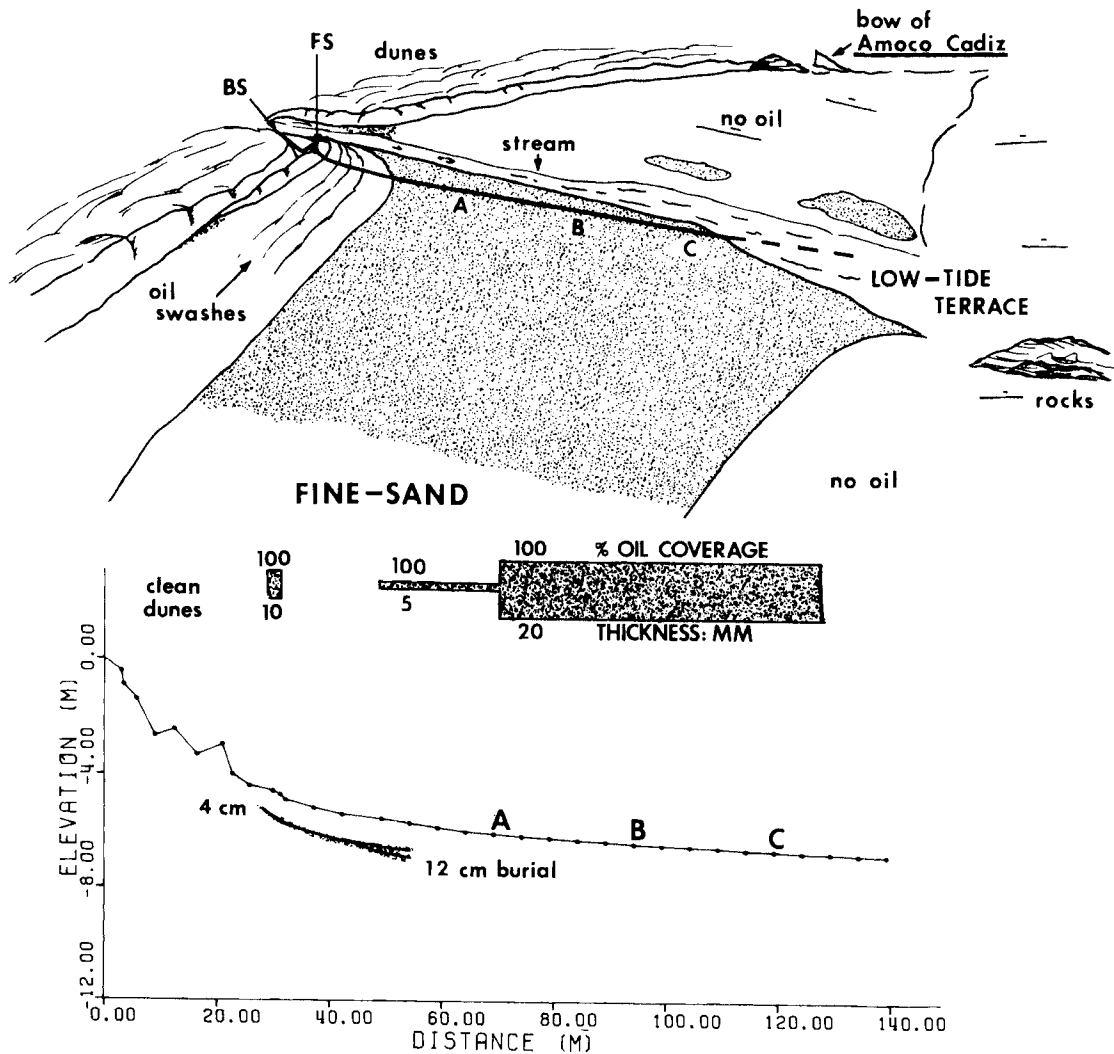 bow of
Amoco Cadiz
FS
dunes
BS
no oil
stream
A
B
C
LOW-TIDE
TERRACE
oil
swashes
rocks
no oil
FINE-SAND
clean
dunes
100
10
100
5
100 % OIL COVERAGE
20 THICKNESS: MM
ELEVATION (M)
0.00
-4.00
-8.00
-12.00
4 cm
12 cm burial
A
B
C
0.00 20.00 40.00 60.00 80.00 100.00 120.00 140.00
DISTANCE (M)